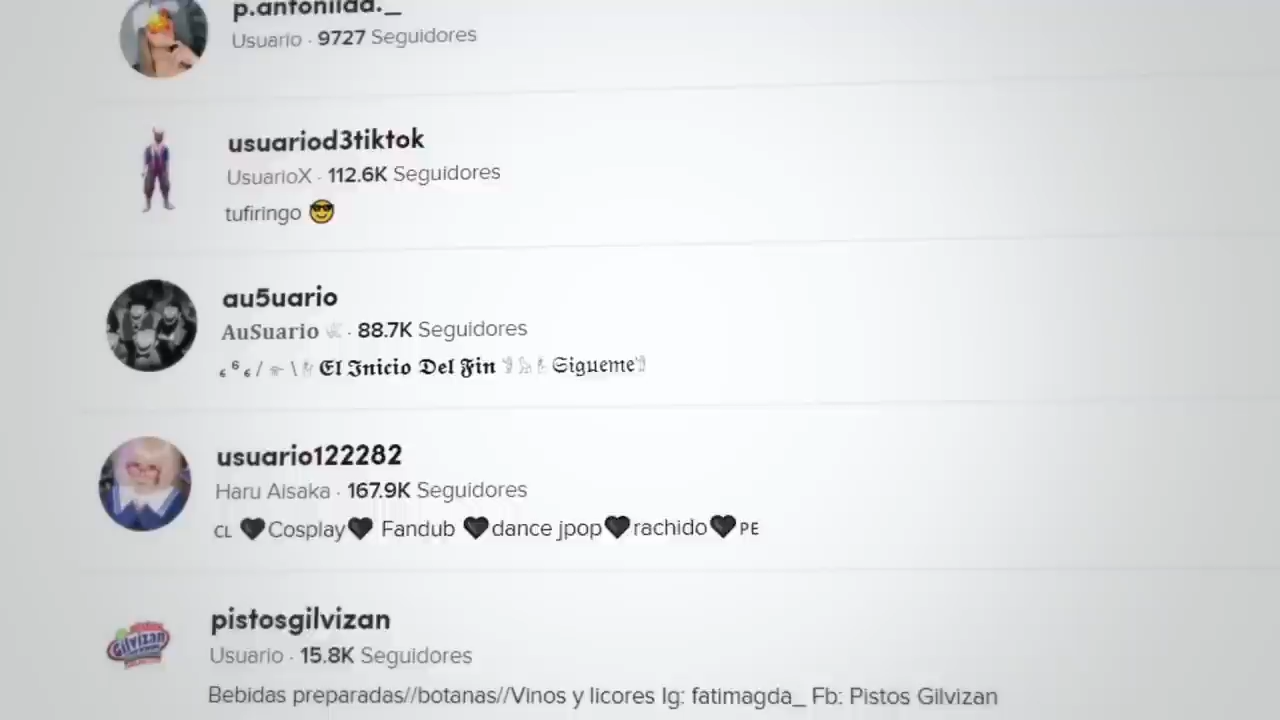 p.antoniIaa._
Usuario · 9727 Seguidores
usuariod3tiktok
UsuarioX · 112.6K Seguidores
tufiringo 😎
au5uario
AuSuario · 88.7K Seguidores
𝕰𝖑 𝕴𝖓𝖎𝖈𝖎𝖔 𝕯𝖊𝖑 𝕱𝖎𝖓 𝔖𝔦𝔤𝔲𝔢𝔪𝔢
usuario122282
Haru Aisaka · 167.9K Seguidores
CL 🖤Cosplay🖤 Fandub 🖤dance jpop🖤rachido🖤PE
Gilvizan
pistosgilvizan
Usuario · 15.8K Seguidores
Bebidas preparadas//botanas//Vinos y licores Ig: fatimagda_ Fb: Pistos Gilvizan